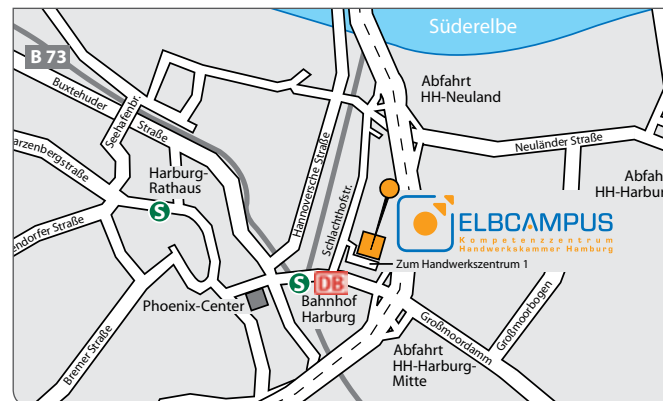 Süderelbe
B 73
Abfahrt
HH-Neuland
Buxtehuder
Straße
Seehafenbr.
Hannoversche Straße
Neuländer Straße
arzenbergstraße
Harburg-
Rathaus
S
Schlachthofstr.
Abfah
HH-Harbur
ELBCAMPUS
Kompetenzzentrum
Handwerkskammer Hamburg
endorfer Straße
Zum Handwerkszentrum 1
S
DB
Bahnhof
Harburg
Phoenix-Center
Großmoorbogen
Großmoordamm
Bremer Straße
Abfahrt
HH-Harburg-
Mitte